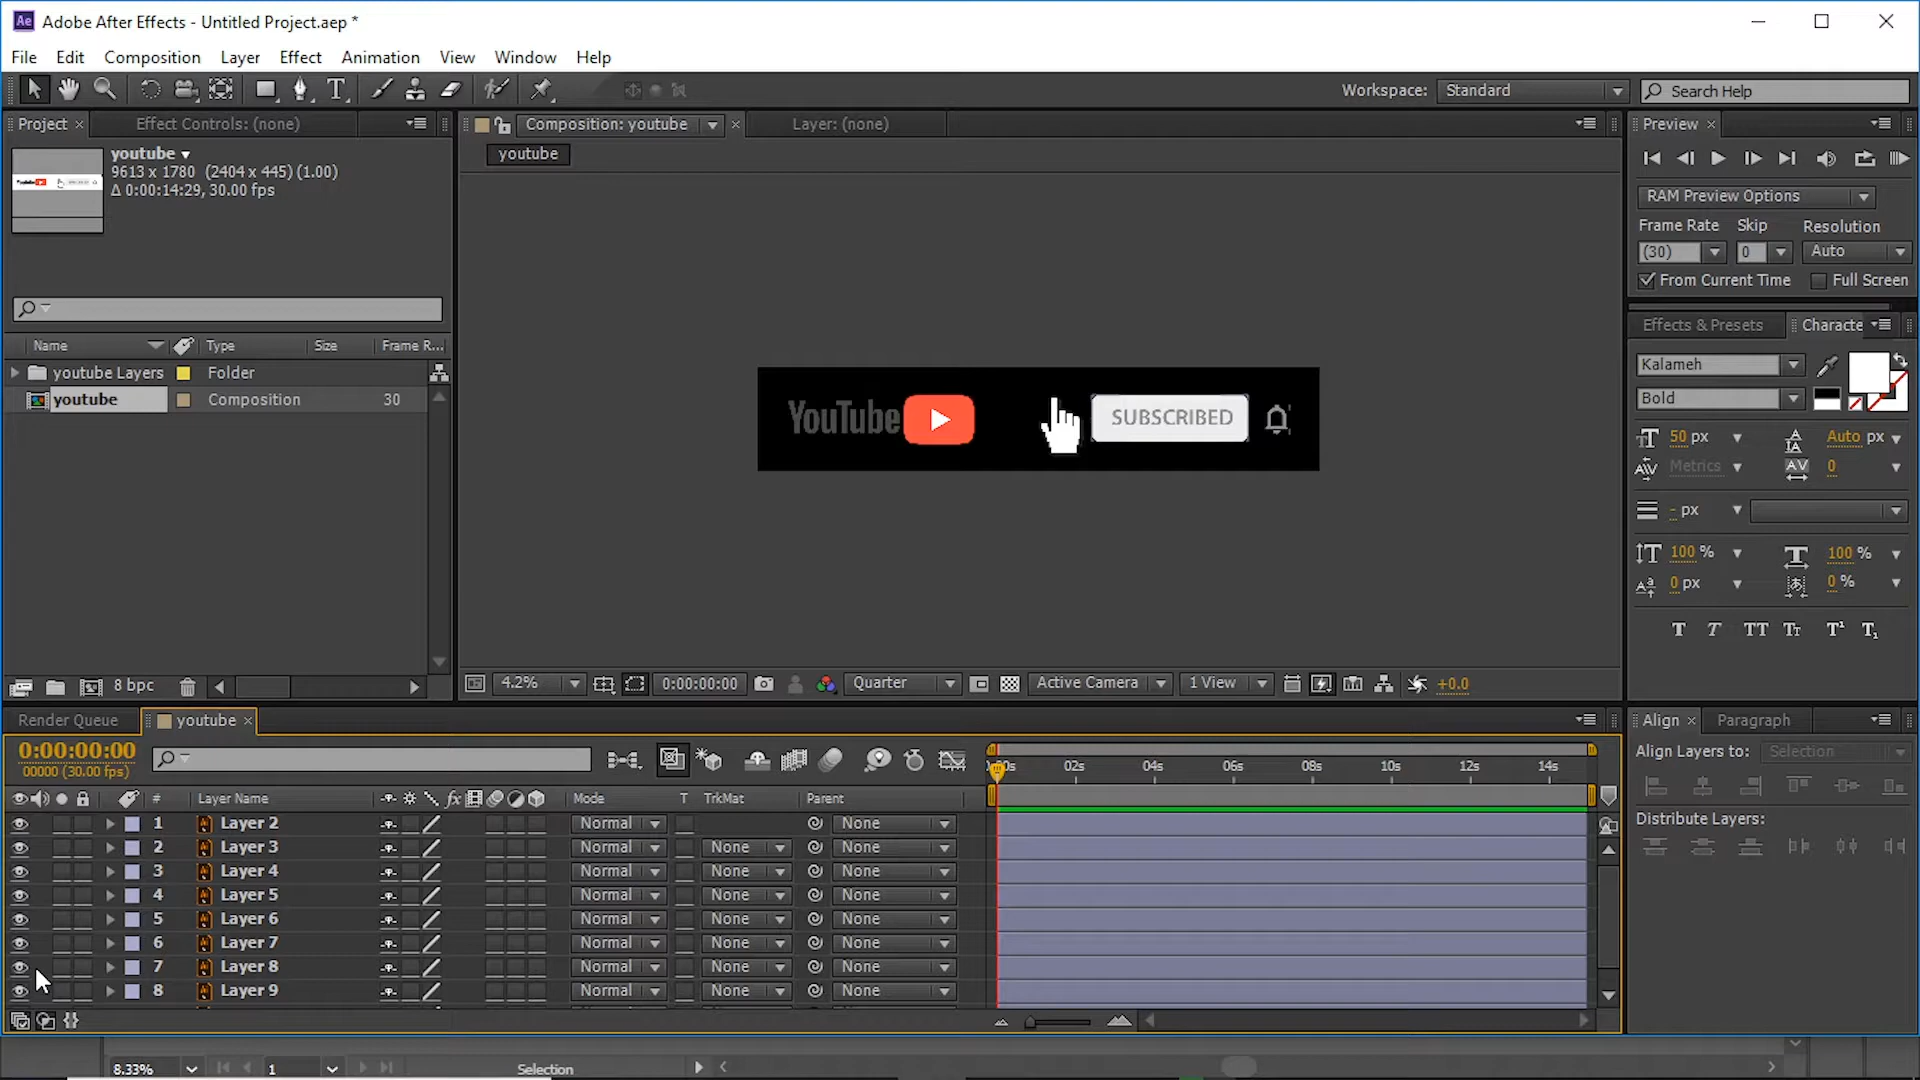 Ae Adobe After Effects - Untitled Project.aep *
File Edit Composition Layer Effect Animation View Window Help
Workspace: Standard Search Help
Project × Effect Controls: (none)
Composition: youtube × Layer: (none)
Preview ×
youtube
9613 x 1780 (2404 x 445) (1.00)
Δ 0:00:14:29, 30.00 fps
youtube
RAM Preview Options
Frame Rate Skip Resolution
(30) 0 Auto
From Current Time Full Screen
Name Type Size Frame R...
youtube Layers Folder
youtube Composition 30
Effects & Presets Characte
Kalameh
Bold
50 px Auto px
Metrics 0
- px
100 % 100 %
0 px 0 %
T T TT Tt T¹ T₁
YouTube SUBSCRIBED
8 bpc
4.2% 0:00:00:00 Quarter Active Camera 1 View +0.0
Render Queue youtube ×
Align × Paragraph
Align Layers to: Selection
Distribute Layers:
0:00:00:00
00000 (30.00 fps)
0s 02s 04s 06s 08s 10s 12s 14s
# Layer Name fx Mode T TrkMat Parent
1 Layer 2 Normal None
2 Layer 3 Normal None None
3 Layer 4 Normal None None
4 Layer 5 Normal None None
5 Layer 6 Normal None None
6 Layer 7 Normal None None
7 Layer 8 Normal None None
8 Layer 9 Normal None None
8.33% 1 Selection